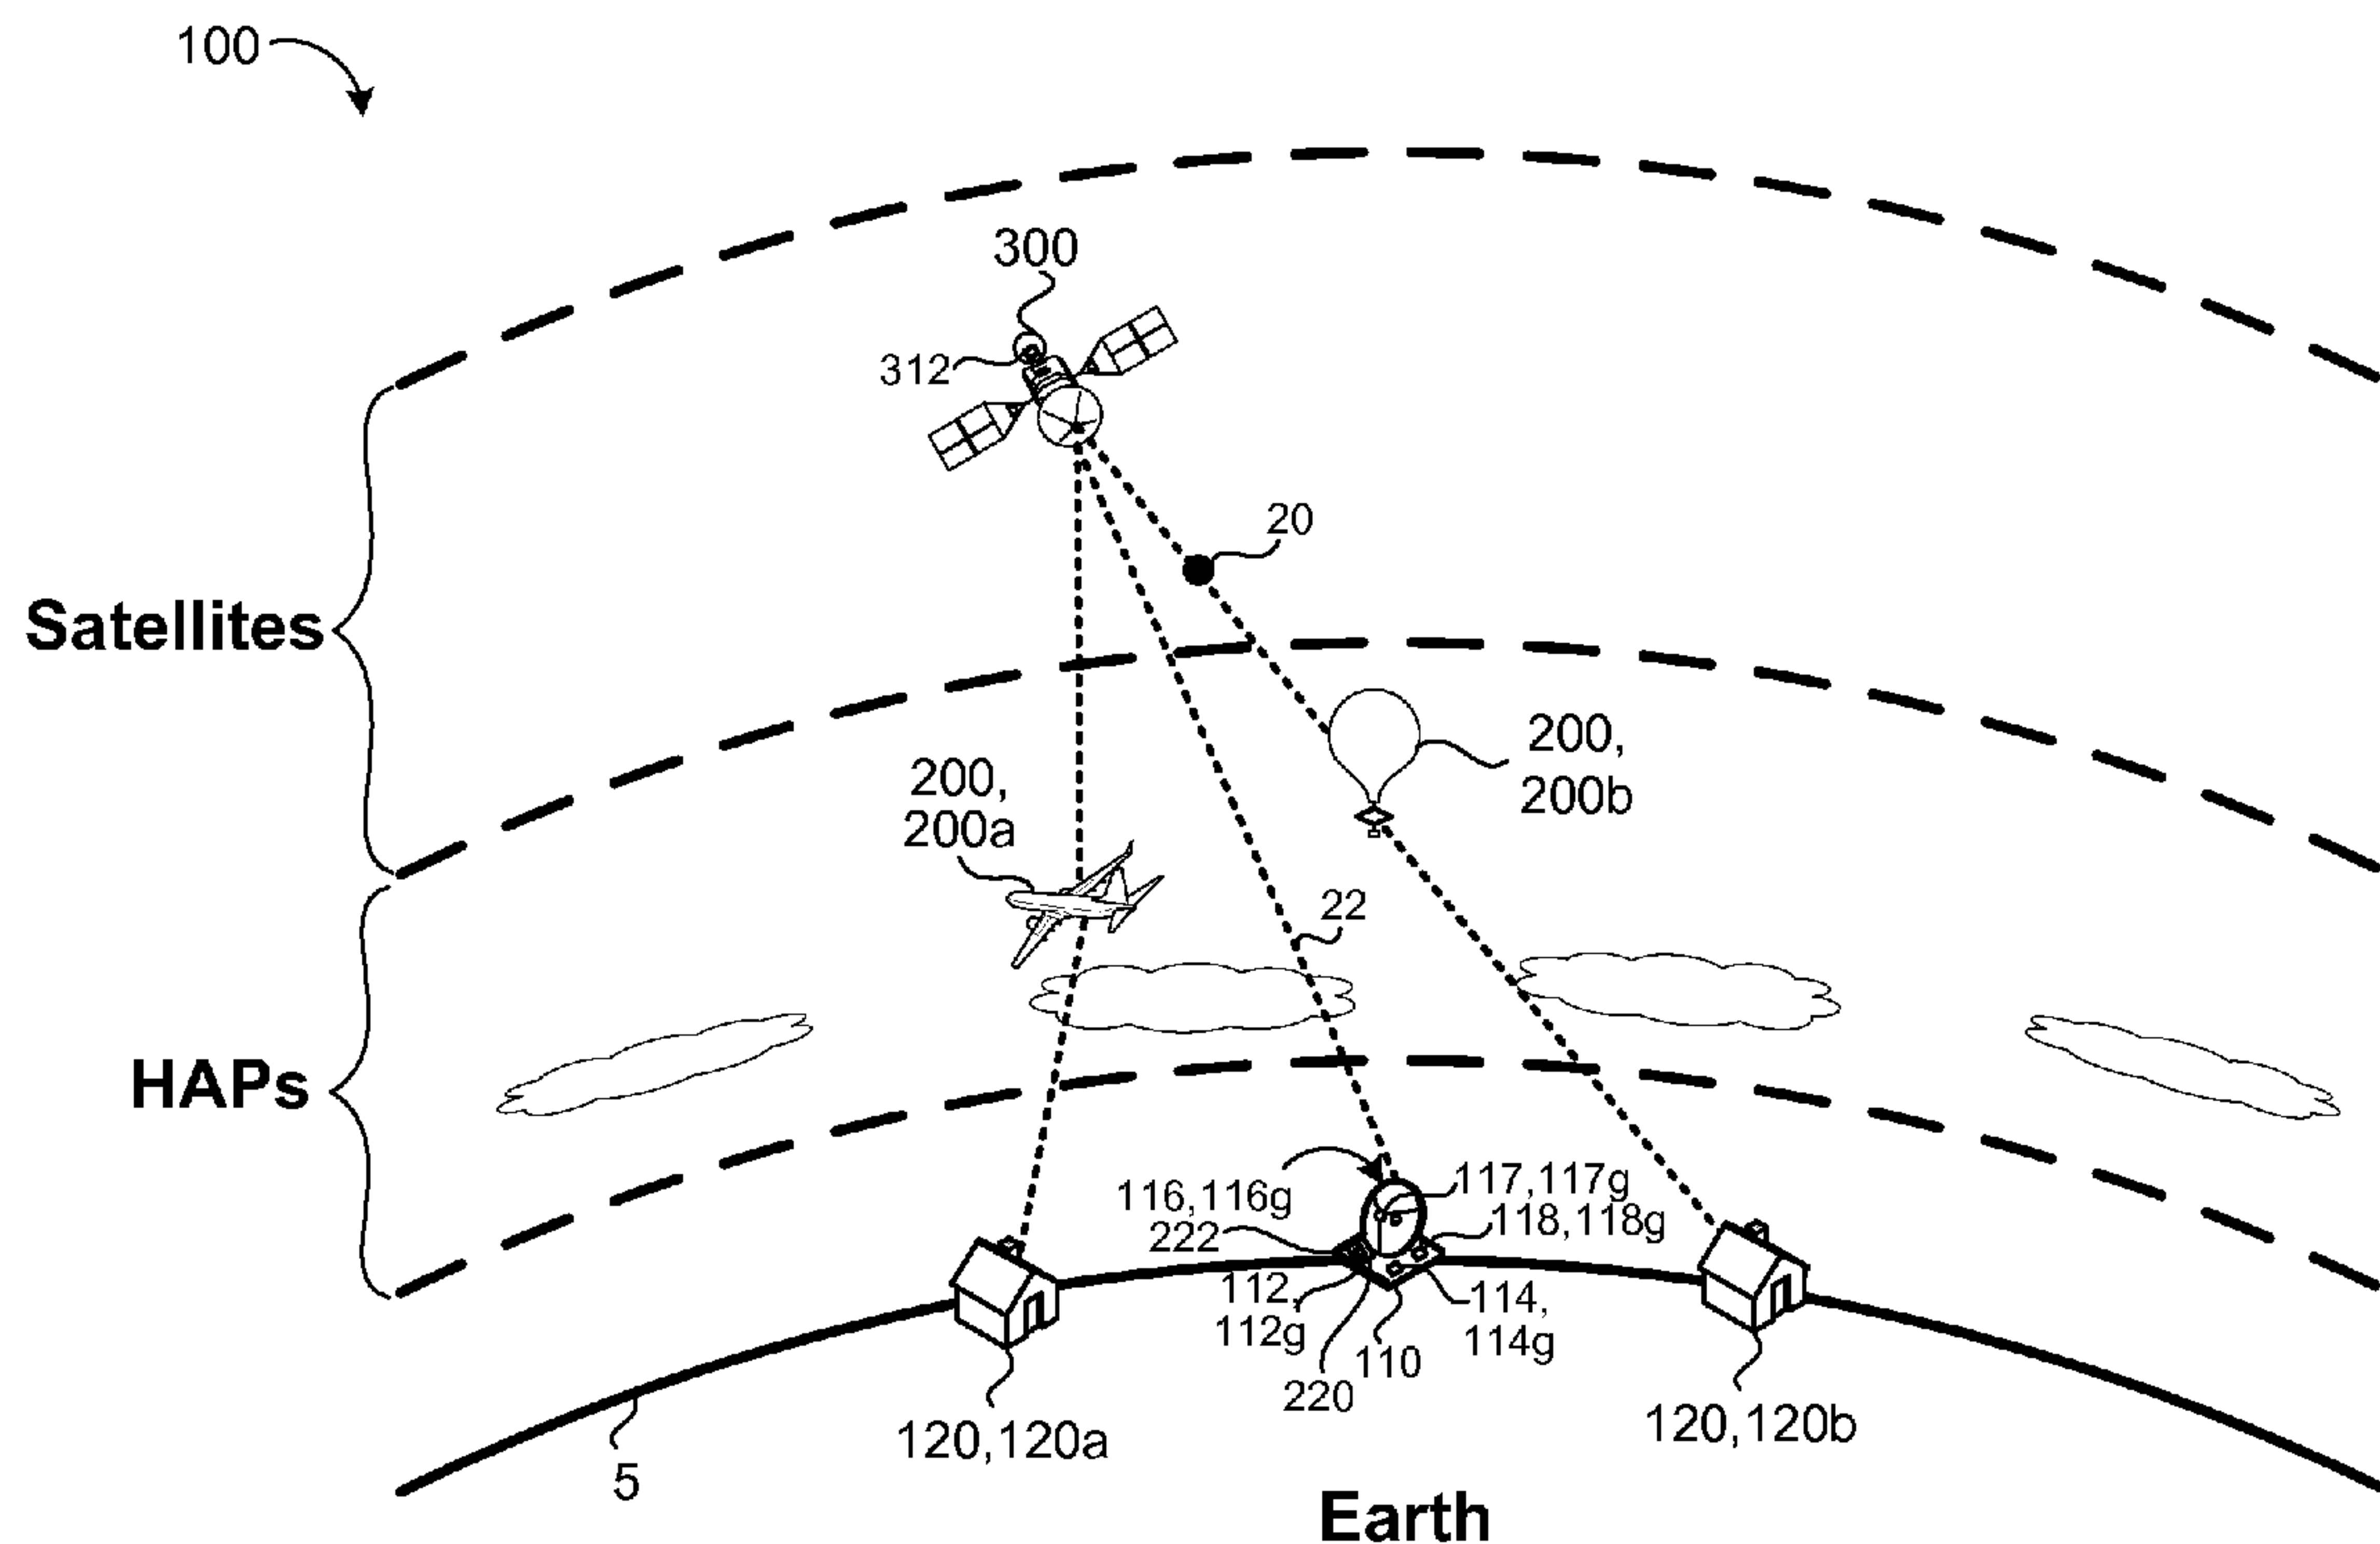 100
300
312
20
Satellites
200,
200b
200,
200a
22
HAPs
116,116g
117,117g
222
118,118g
112,
112g
114,
114g
110
220
120,120a
120,120b
5
Earth